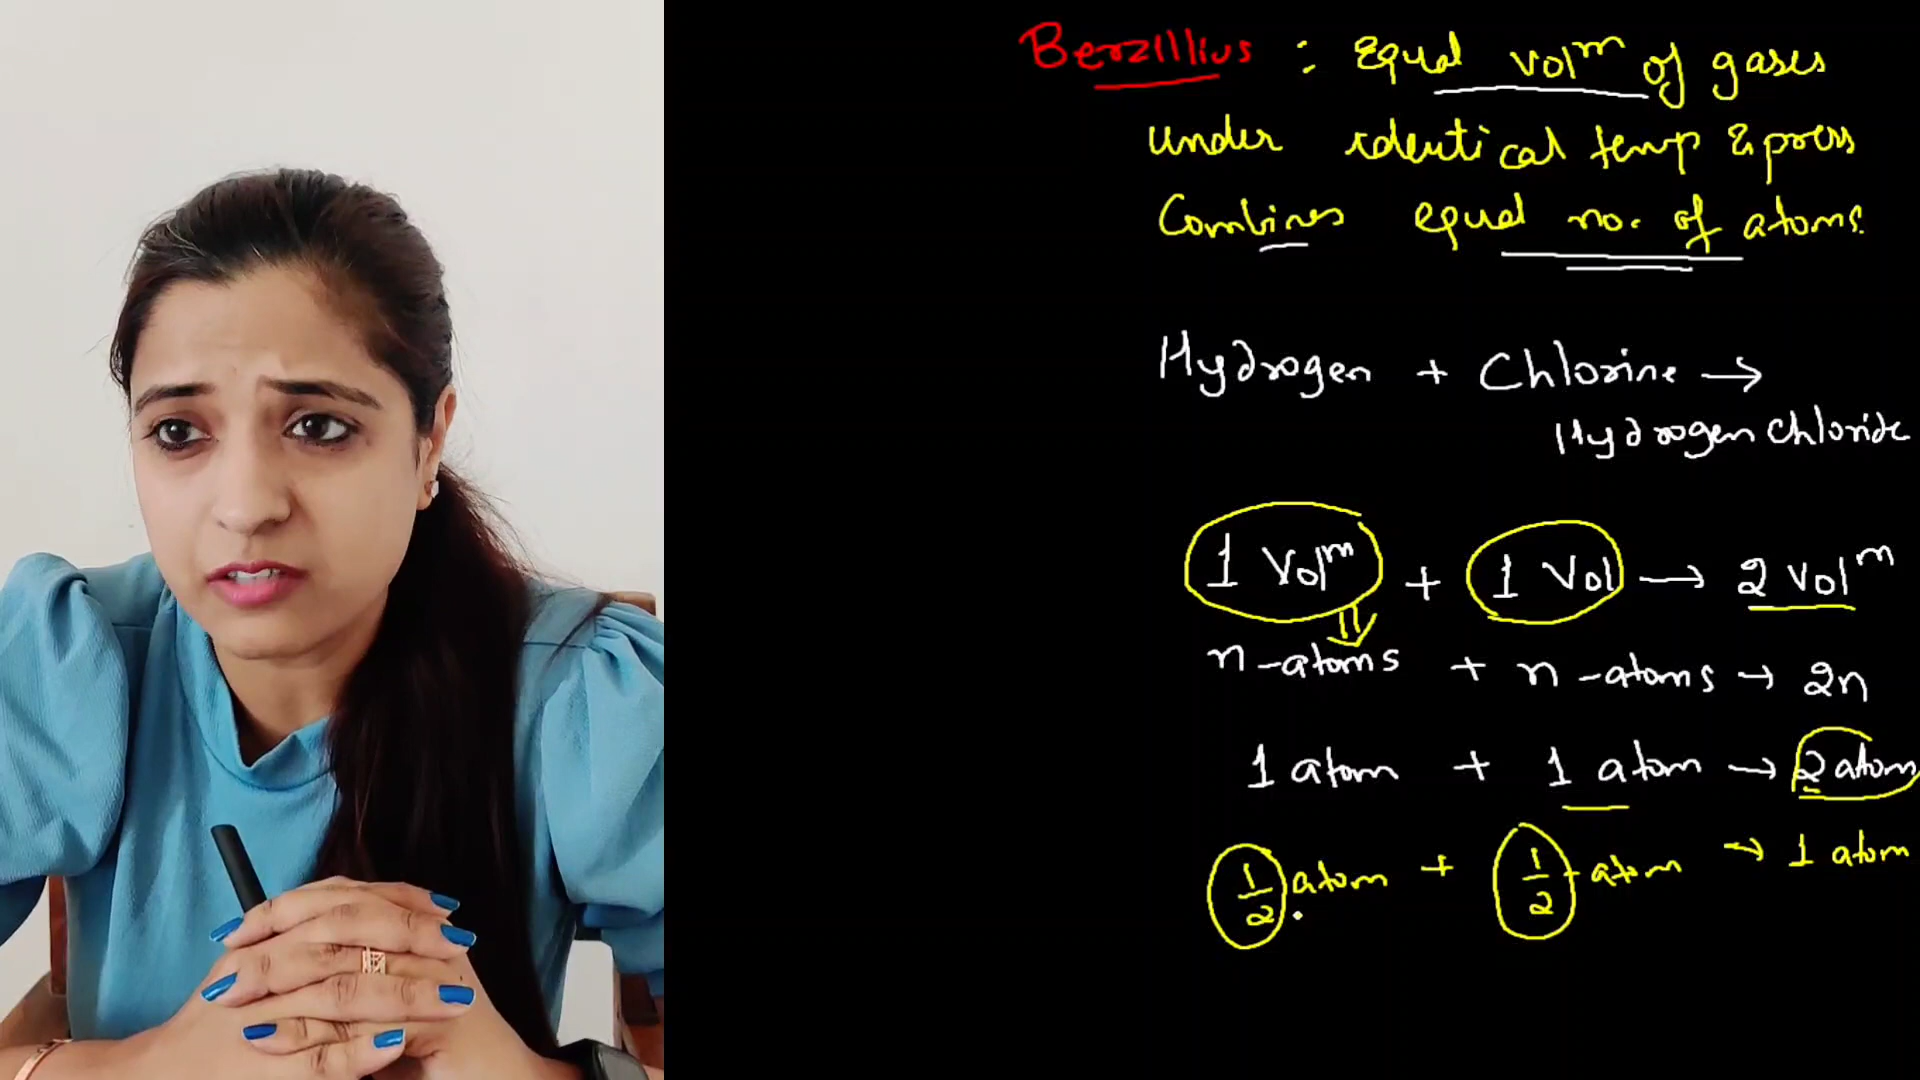 Berzillius : Equal volᵐ of gases
under identical temp & press
Combines equal no. of atoms.
Hydrogen + Chlorine →
Hydrogen chloride
1 Volᵐ + 1 Vol → 2 volᵐ
n-atoms + n-atoms → 2n
1 atom + 1 atom → 2 atom
1/2 atom + 1/2 atom → 1 atom